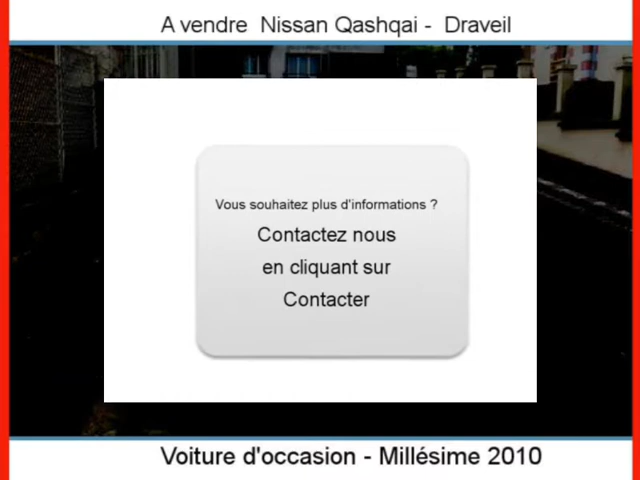 A vendre Nissan Qashqai - Draveil
Vous souhaitez plus d'informations ?
Contactez nous
en cliquant sur
Contacter
Voiture d'occasion - Millésime 2010